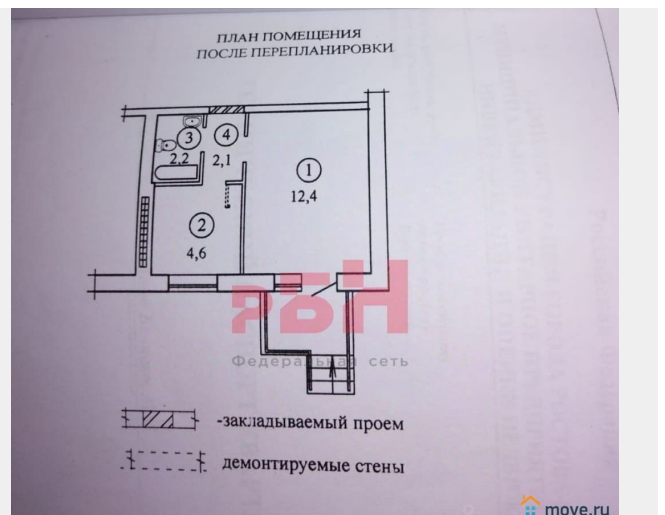 ПЛАН ПОМЕЩЕНИЯ
ПОСЛЕ ПЕРЕПЛАНИРОВКИ
3
4
2.2
2,1
1
12.4
2
4,6
РБН
Федеральная сеть
-закладываемый проем
демонтируемые стены
move.ru